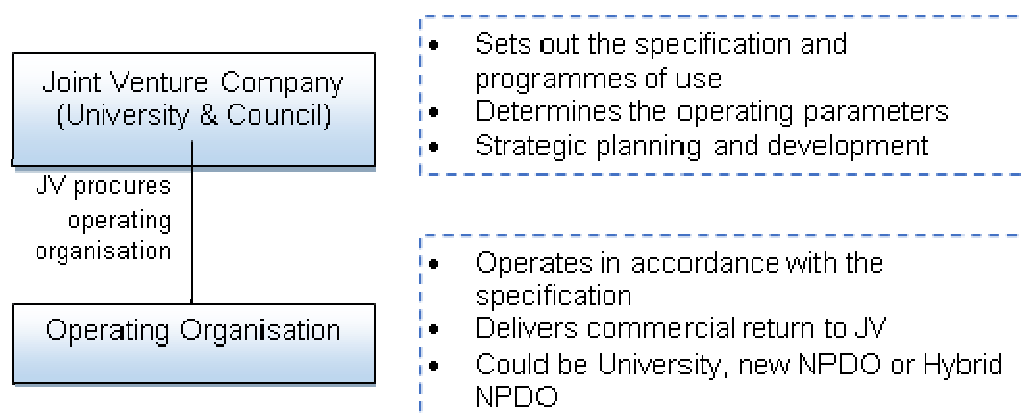 Joint Venture Company
(University & Council)
JV procures
operating
organisation
Operating Organisation
• Sets out the specification and
programmes of use
• Determines the operating parameters
• Strategic planning and development
• Operates in accordance with the
specification
• Delivers commercial return to JV
• Could be University, new NPDO or Hybrid
NPDO